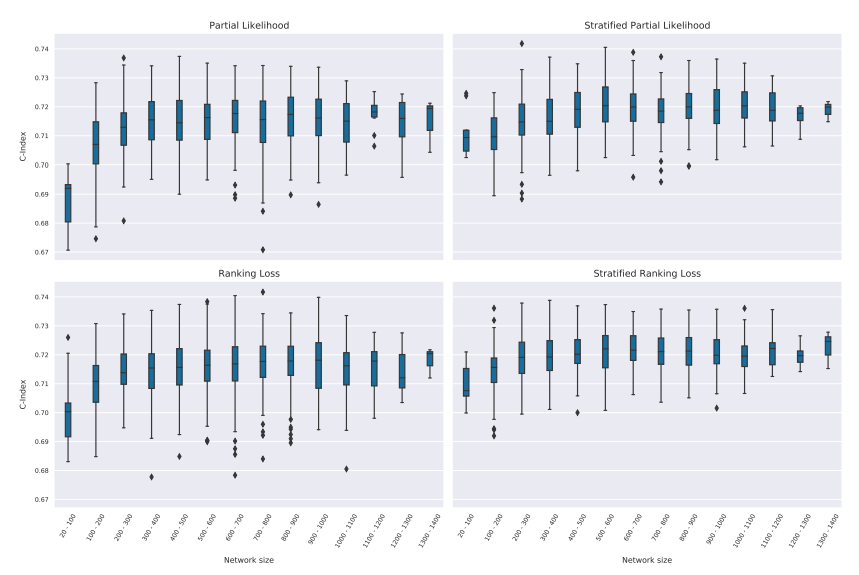 Partial Likelihood
Stratified Partial Likelihood
C-Index
0.74
0.73
0.72
0.71
0.70
0.69
0.68
0.67
Ranking Loss
Stratified Ranking Loss
C-Index
0.74
0.73
0.72
0.71
0.70
0.69
0.68
0.67
20 - 100
100 - 200
200 - 300
300 - 400
400 - 500
500 - 600
600 - 700
700 - 800
800 - 900
900 - 1000
1000 - 1100
1100 - 1200
1200 - 1300
1300 - 1400
20 - 100
100 - 200
200 - 300
300 - 400
400 - 500
500 - 600
600 - 700
700 - 800
800 - 900
900 - 1000
1000 - 1100
1100 - 1200
1200 - 1300
1300 - 1400
Network size
Network size